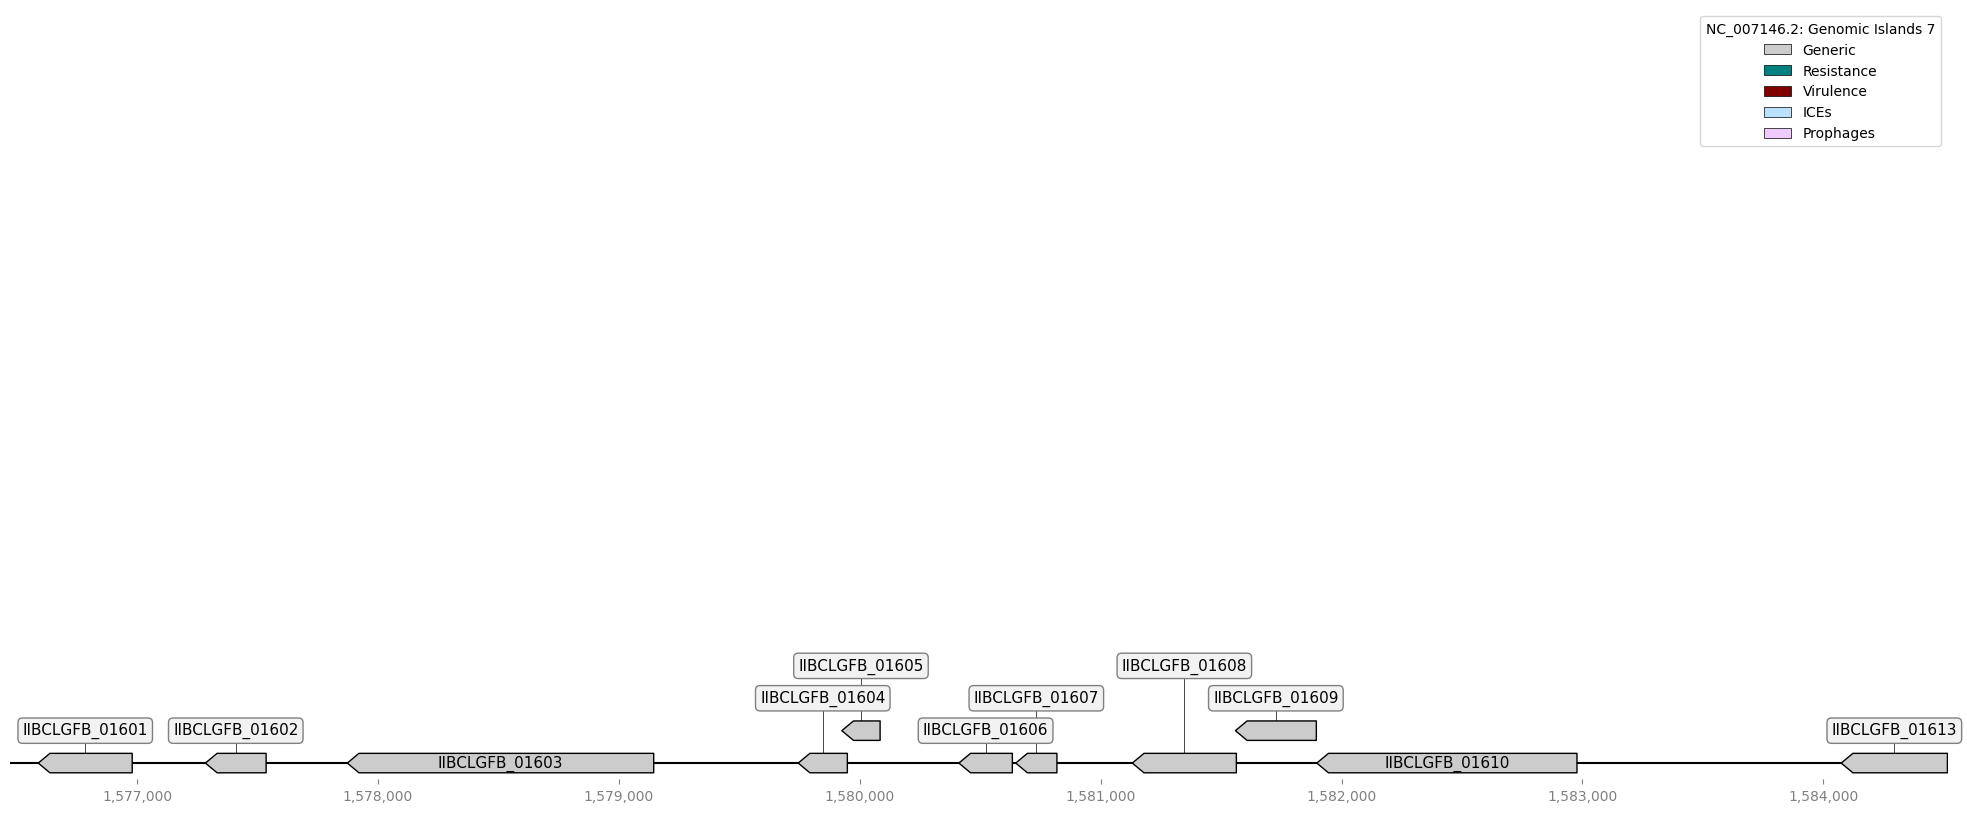 NC_007146.2: Genomic Islands 7
Generic
Resistance
Virulence
ICEs
Prophages
IIBCLGFB_01605
IIBCLGFB_01608
IIBCLGFB_01604
IIBCLGFB_01607
IIBCLGFB_01609
IIBCLGFB_01601
IIBCLGFB_01602
IIBCLGFB_01606
IIBCLGFB_01613
IIBCLGFB_01603
IIBCLGFB_01610
1,577,000
1,578,000
1,579,000
1,580,000
1,581,000
1,582,000
1,583,000
1,584,000